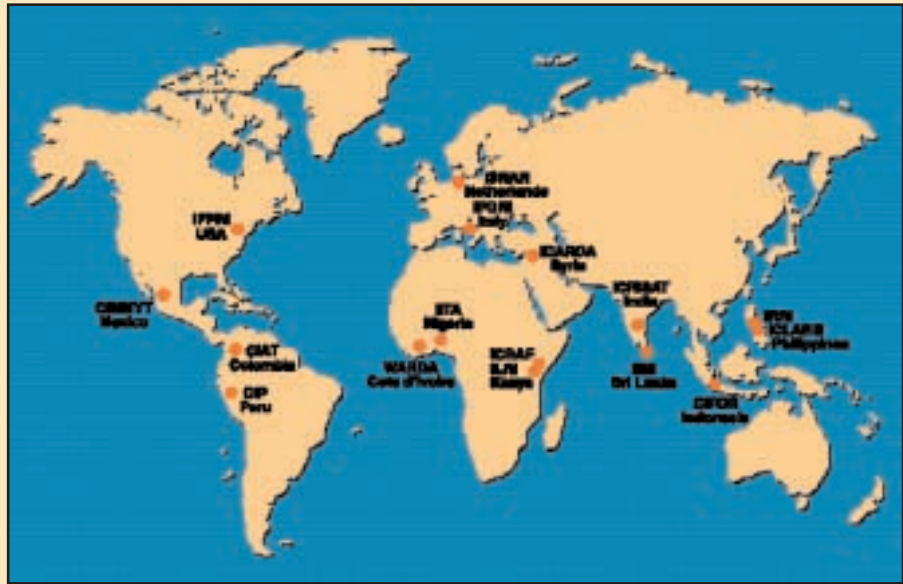 IFPRI
USA
CIMMYT
Mexico
CIAT
Colombia
CIP
Peru
ISNAR
Netherlands
IPGRI
Italy
ICARDA
Syria
IITA
Nigeria
WARDA
Cote d'Ivoire
ICRAF
ILRI
Kenya
ICRISAT
India
Sri Lanka
IRRI
ICLARM
Philippines
CIFOR
Indonesia